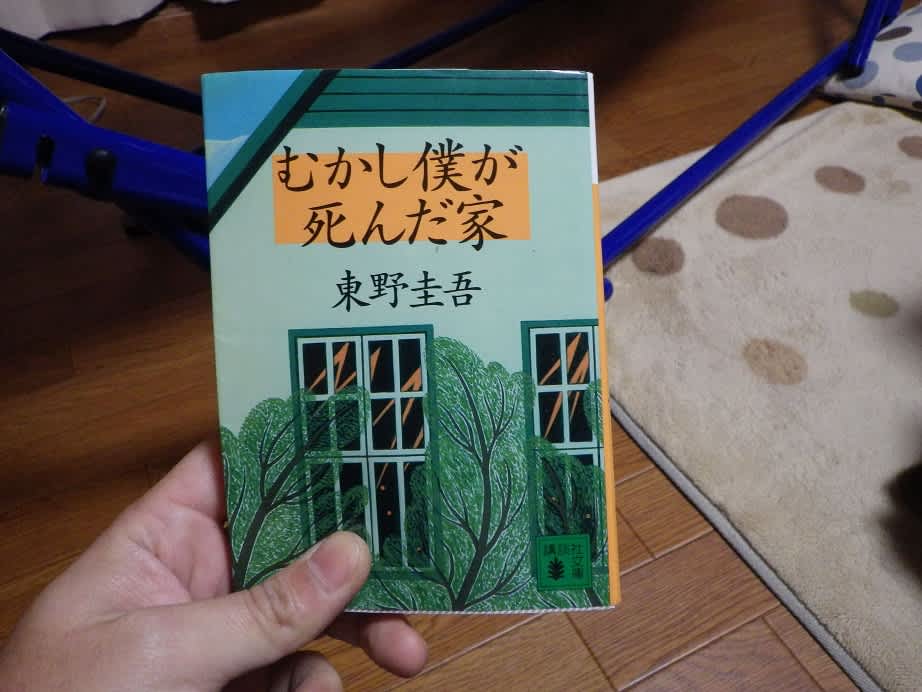 むかし僕が
死んだ家
東野圭吾
講談社文庫